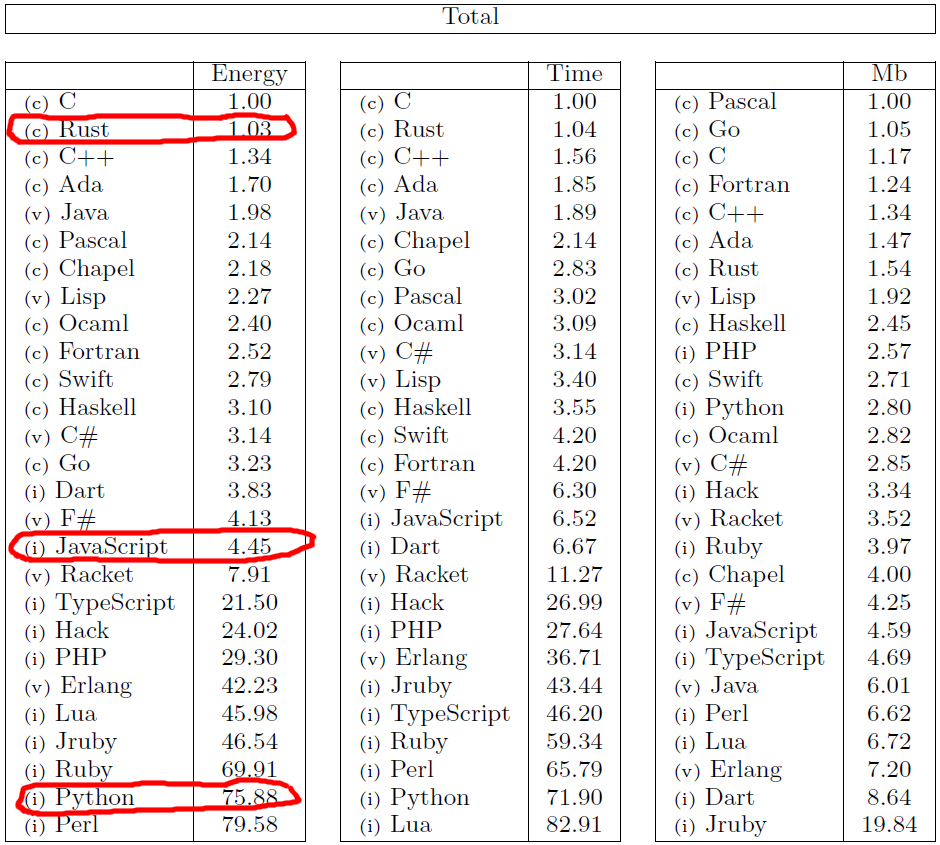 Total
Energy
(c) C 1.00
(c) Rust 1.03
(c) C++ 1.34
(c) Ada 1.70
(v) Java 1.98
(c) Pascal 2.14
(c) Chapel 2.18
(v) Lisp 2.27
(c) Ocaml 2.40
(c) Fortran 2.52
(c) Swift 2.79
(c) Haskell 3.10
(v) C# 3.14
(c) Go 3.23
(i) Dart 3.83
(v) F# 4.13
(i) JavaScript 4.45
(v) Racket 7.91
(i) TypeScript 21.50
(i) Hack 24.02
(i) PHP 29.30
(v) Erlang 42.23
(i) Lua 45.98
(i) Jruby 46.54
(i) Ruby 69.91
(i) Python 75.88
(i) Perl 79.58
Time
(c) C 1.00
(c) Rust 1.04
(c) C++ 1.56
(c) Ada 1.85
(v) Java 1.89
(c) Chapel 2.14
(c) Go 2.83
(c) Pascal 3.02
(c) Ocaml 3.09
(v) C# 3.14
(v) Lisp 3.40
(c) Haskell 3.55
(c) Swift 4.20
(c) Fortran 4.20
(v) F# 6.30
(i) JavaScript 6.52
(i) Dart 6.67
(v) Racket 11.27
(i) Hack 26.99
(i) PHP 27.64
(v) Erlang 36.71
(i) Jruby 43.44
(i) TypeScript 46.20
(i) Ruby 59.34
(i) Perl 65.79
(i) Python 71.90
(i) Lua 82.91
Mb
(c) Pascal 1.00
(c) Go 1.05
(c) C 1.17
(c) Fortran 1.24
(c) C++ 1.34
(c) Ada 1.47
(c) Rust 1.54
(v) Lisp 1.92
(c) Haskell 2.45
(i) PHP 2.57
(c) Swift 2.71
(i) Python 2.80
(c) Ocaml 2.82
(v) C# 2.85
(i) Hack 3.34
(v) Racket 3.52
(i) Ruby 3.97
(c) Chapel 4.00
(v) F# 4.25
(i) JavaScript 4.59
(i) TypeScript 4.69
(v) Java 6.01
(i) Perl 6.62
(i) Lua 6.72
(v) Erlang 7.20
(i) Dart 8.64
(i) Jruby 19.84